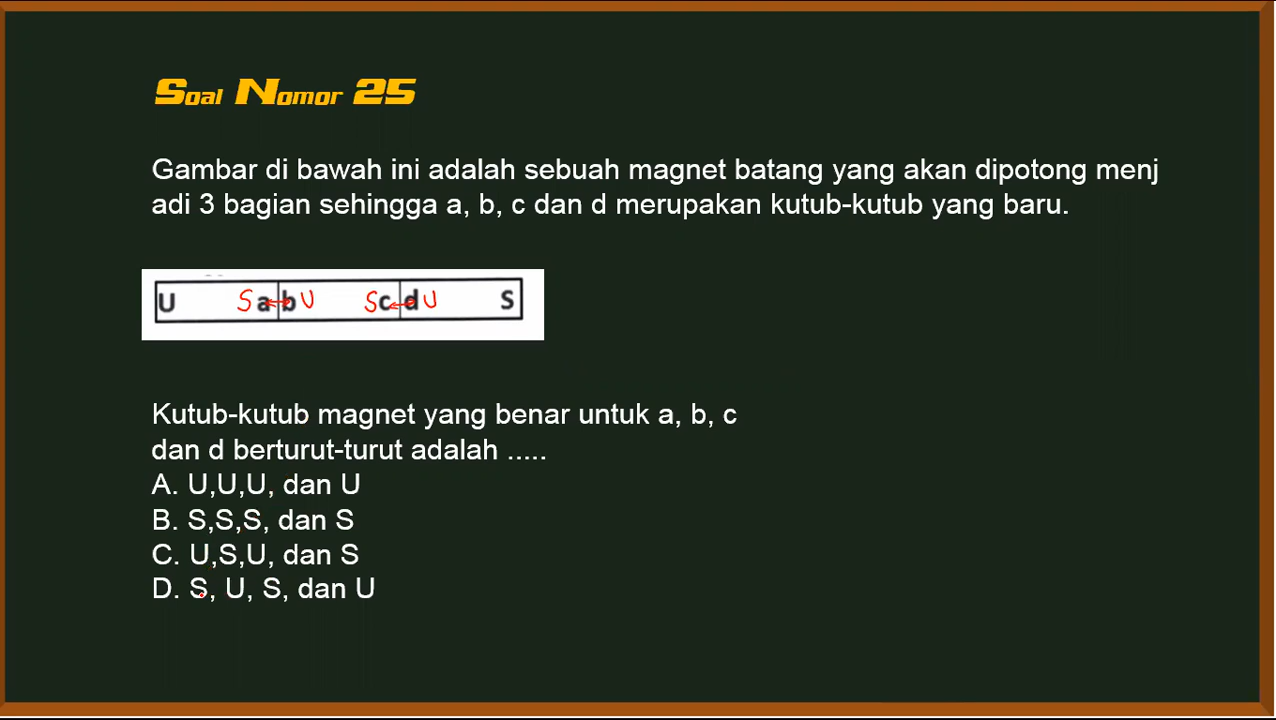 Soal Nomor 25
Gambar di bawah ini adalah sebuah magnet batang yang akan dipotong menj
adi 3 bagian sehingga a, b, c dan d merupakan kutub-kutub yang baru.
U S a b U S c d U S
Kutub-kutub magnet yang benar untuk a, b, c
dan d berturut-turut adalah .....
A. U,U,U, dan U
B. S,S,S, dan S
C. U,S,U, dan S
D. S, U, S, dan U